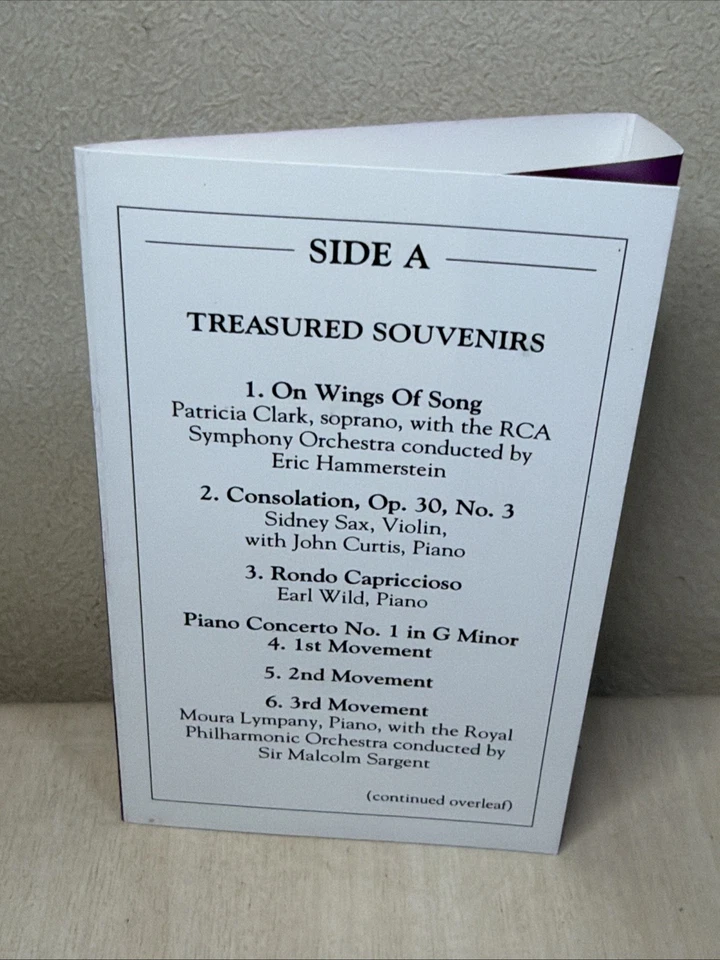 SIDE A
TREASURED SOUVENIRS
1. On Wings Of Song
Patricia Clark, soprano, with the RCA
Symphony Orchestra conducted by
Eric Hammerstein
2. Consolation, Op. 30, No. 3
Sidney Sax, Violin,
with John Curtis, Piano
3. Rondo Capriccioso
Earl Wild, Piano
Piano Concerto No. 1 in G Minor
4. 1st Movement
5. 2nd Movement
6. 3rd Movement
Moura Lympany, Piano, with the Royal
Philharmonic Orchestra conducted by
Sir Malcolm Sargent
(continued overleaf)